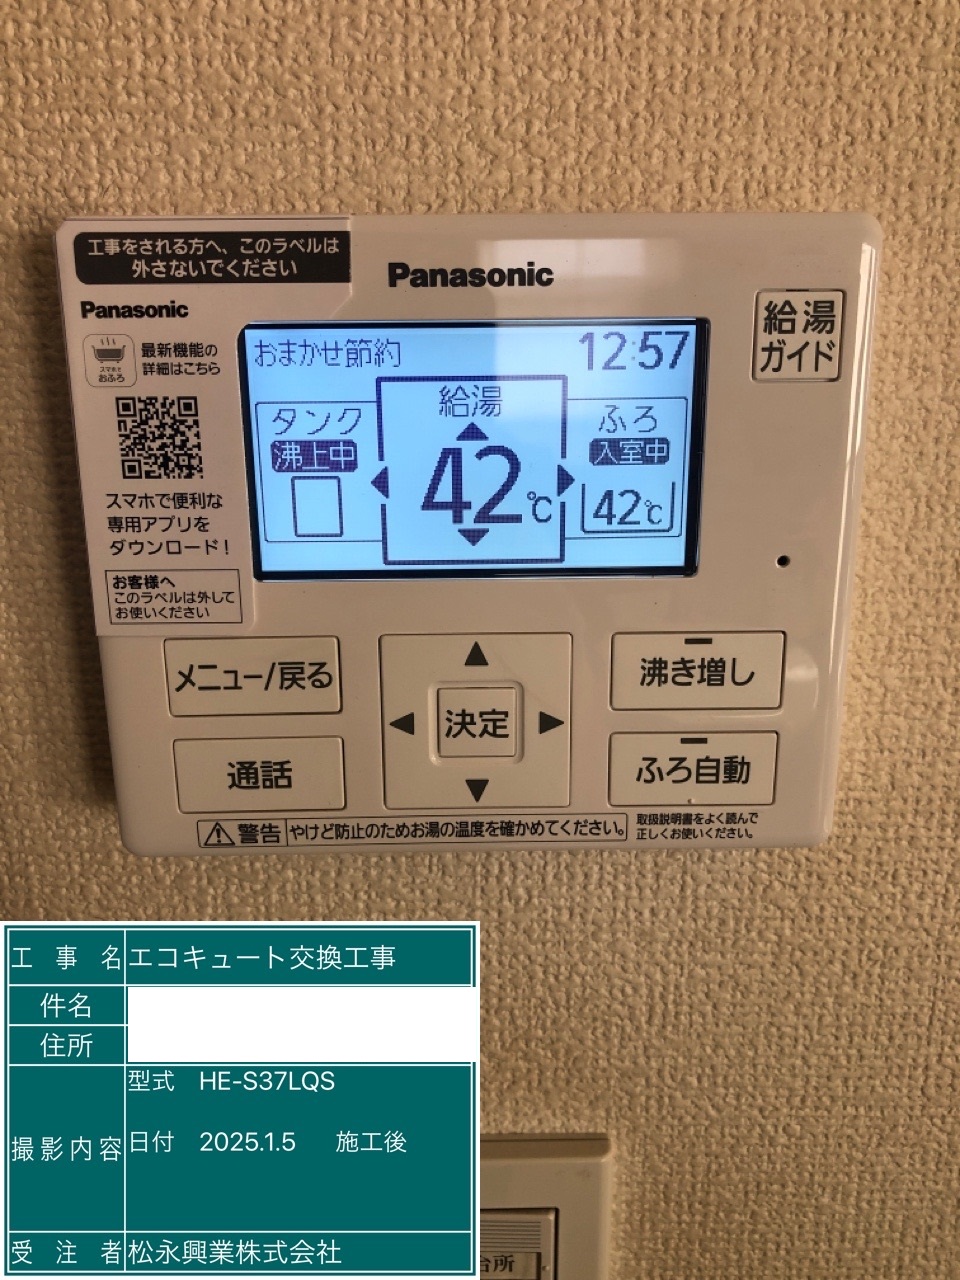 工事をされる方へ、このラベルは
外さないでください
Panasonic
Panasonic
スマホで
おふろ
最新機能の
詳細はこちら
スマホで便利な
専用アプリを
ダウンロード！
お客様へ
このラベルは外して
お使いください
おまかせ節約
12:57
タンク
沸上中
給湯
42℃
ふろ
入室中
42℃
給湯
ガイド
メニュー/戻る
通話
決定
沸き増し
ふろ自動
警告
やけど防止のためお湯の温度を確かめてください。
取扱説明書をよく読んで
正しくお使いください。
工事名
エコキュート交換工事
件名
住所
撮影内容
型式 HE-S37LQS
日付 2025.1.5 施工後
受注者
松永興業株式会社
台所